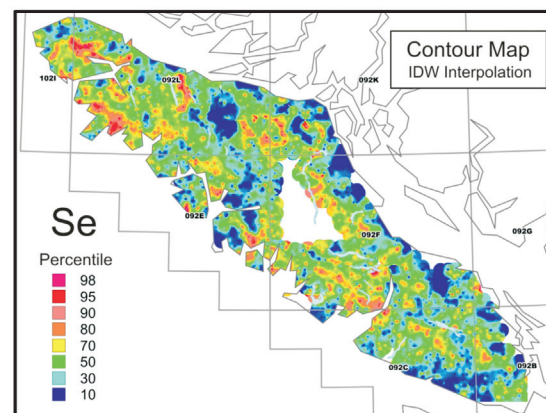 Contour Map
IDW Interpolation
102I
092L
092K
092E
092F
092G
092C
092B
Se
Percentile
98
95
90
80
70
50
30
10